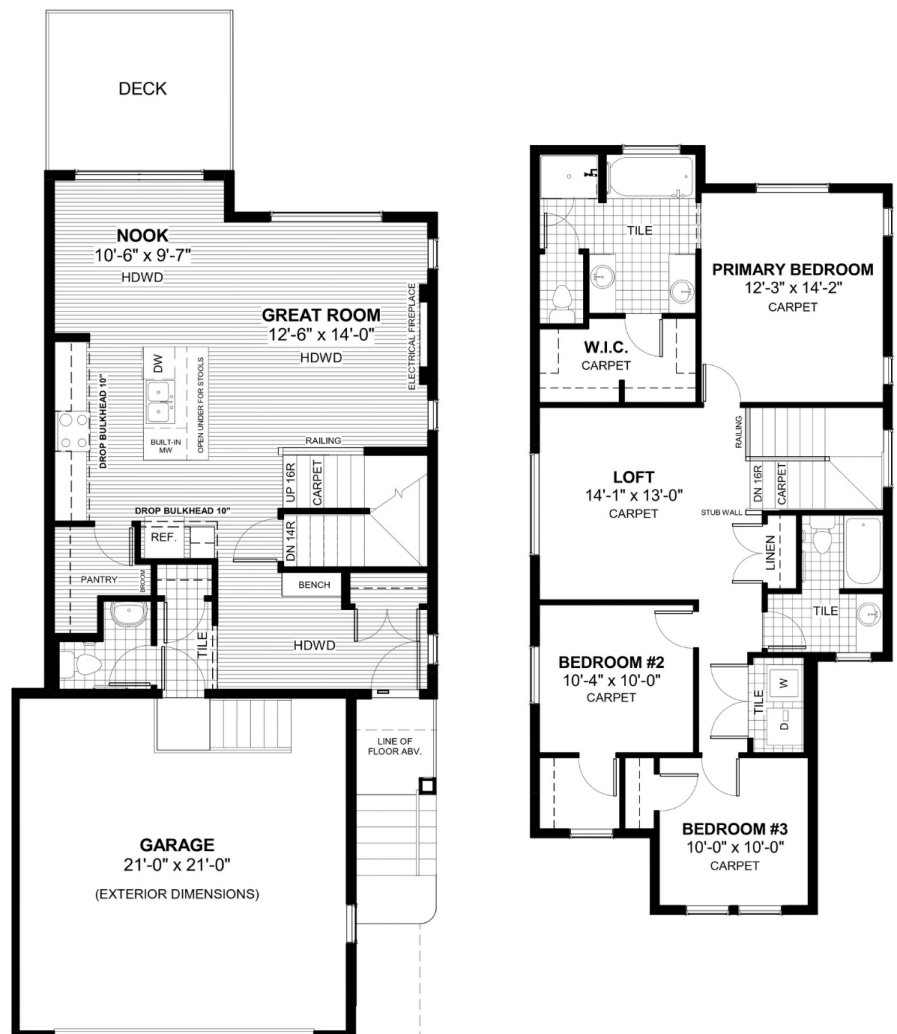 DECK
NOOK
10'-6" x 9'-7"
HDWD
GREAT ROOM
12'-6" x 14'-0"
HDWD
ELECTRICAL FIREPLACE
DROP BULKHEAD 10"
DW
OPEN UNDER FOR STOOLS
BUILT-IN
MW
RAILING
UP 16R
CARPET
DROP BULKHEAD 10"
REF.
DN 14R
PANTRY
BROOM
BENCH
TILE
HDWD
LINE OF
FLOOR ABV.
GARAGE
21'-0" x 21'-0"
(EXTERIOR DIMENSIONS)
TILE
PRIMARY BEDROOM
12'-3" x 14'-2"
CARPET
W.I.C.
CARPET
RAILING
LOFT
14'-1" x 13'-0"
CARPET
DN 16R
CARPET
STUB WALL
LINEN
TILE
BEDROOM #2
10'-4" x 10'-0"
CARPET
TILE
W
D
BEDROOM #3
10'-0" x 10'-0"
CARPET